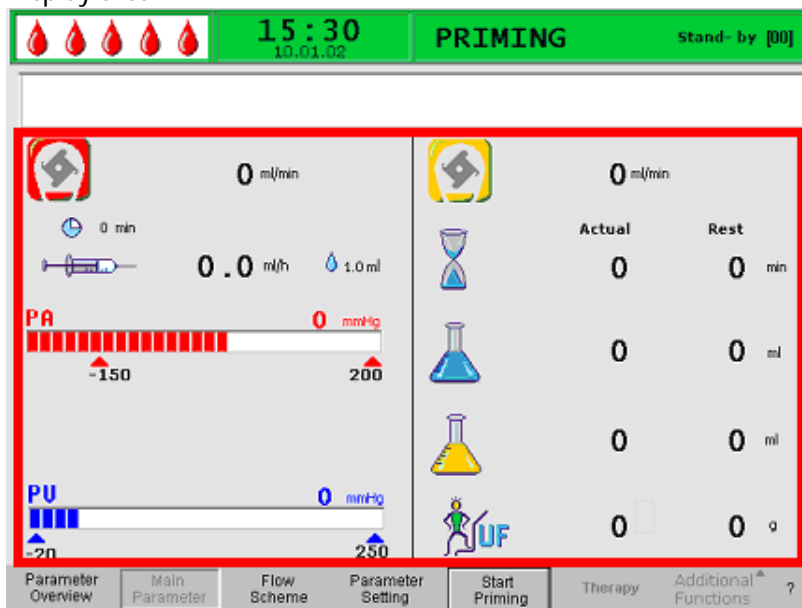 15:30
10.01.02
PRIMING
Stand- by [00]
0 ml/min
0 min
0.0 ml/h 1.0 ml
PA 0 mmHg
-150 200
PV 0 mmHg
-20 250
0 ml/min
Actual Rest
0 0 min
0 0 ml
0 0 ml
UF 0 0 g
Parameter Overview
Main Parameter
Flow Scheme
Parameter Setting
Start Priming
Therapy
Additional Functions
?